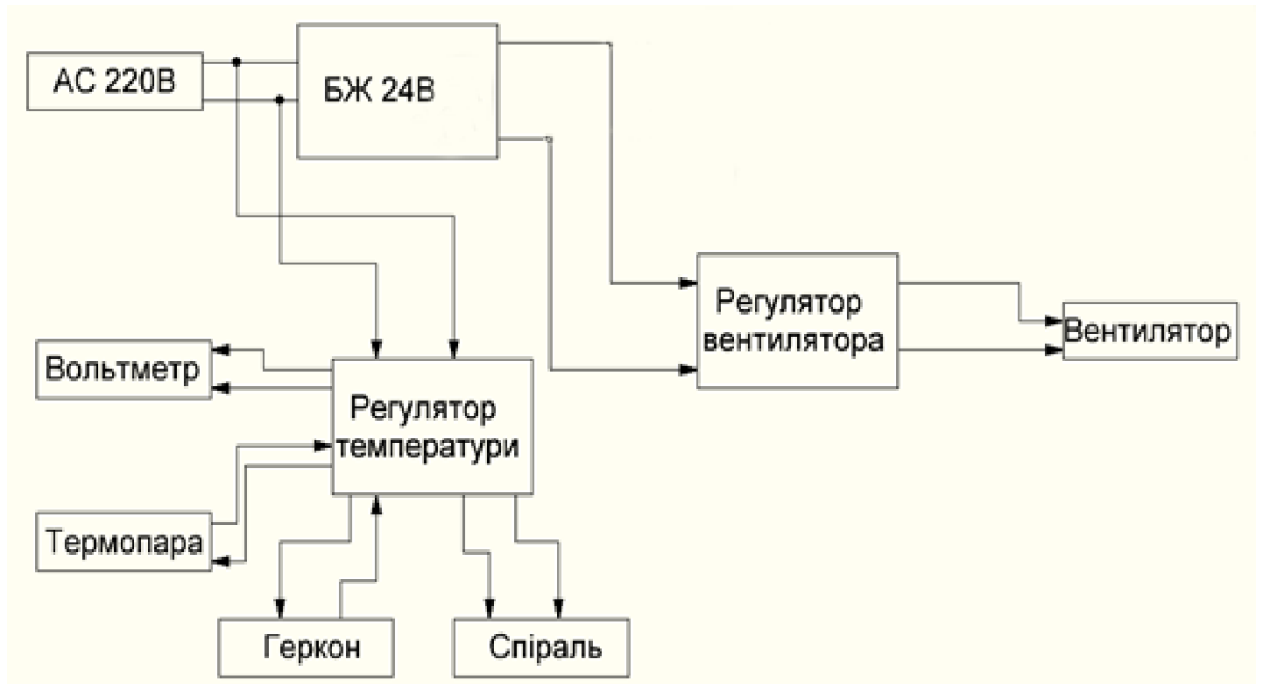 АС 220В
БЖ 24В
Регулятор
вентилятора
Вентилятор
Вольтметр
Регулятор
температури
Термопара
Геркон
Спіраль